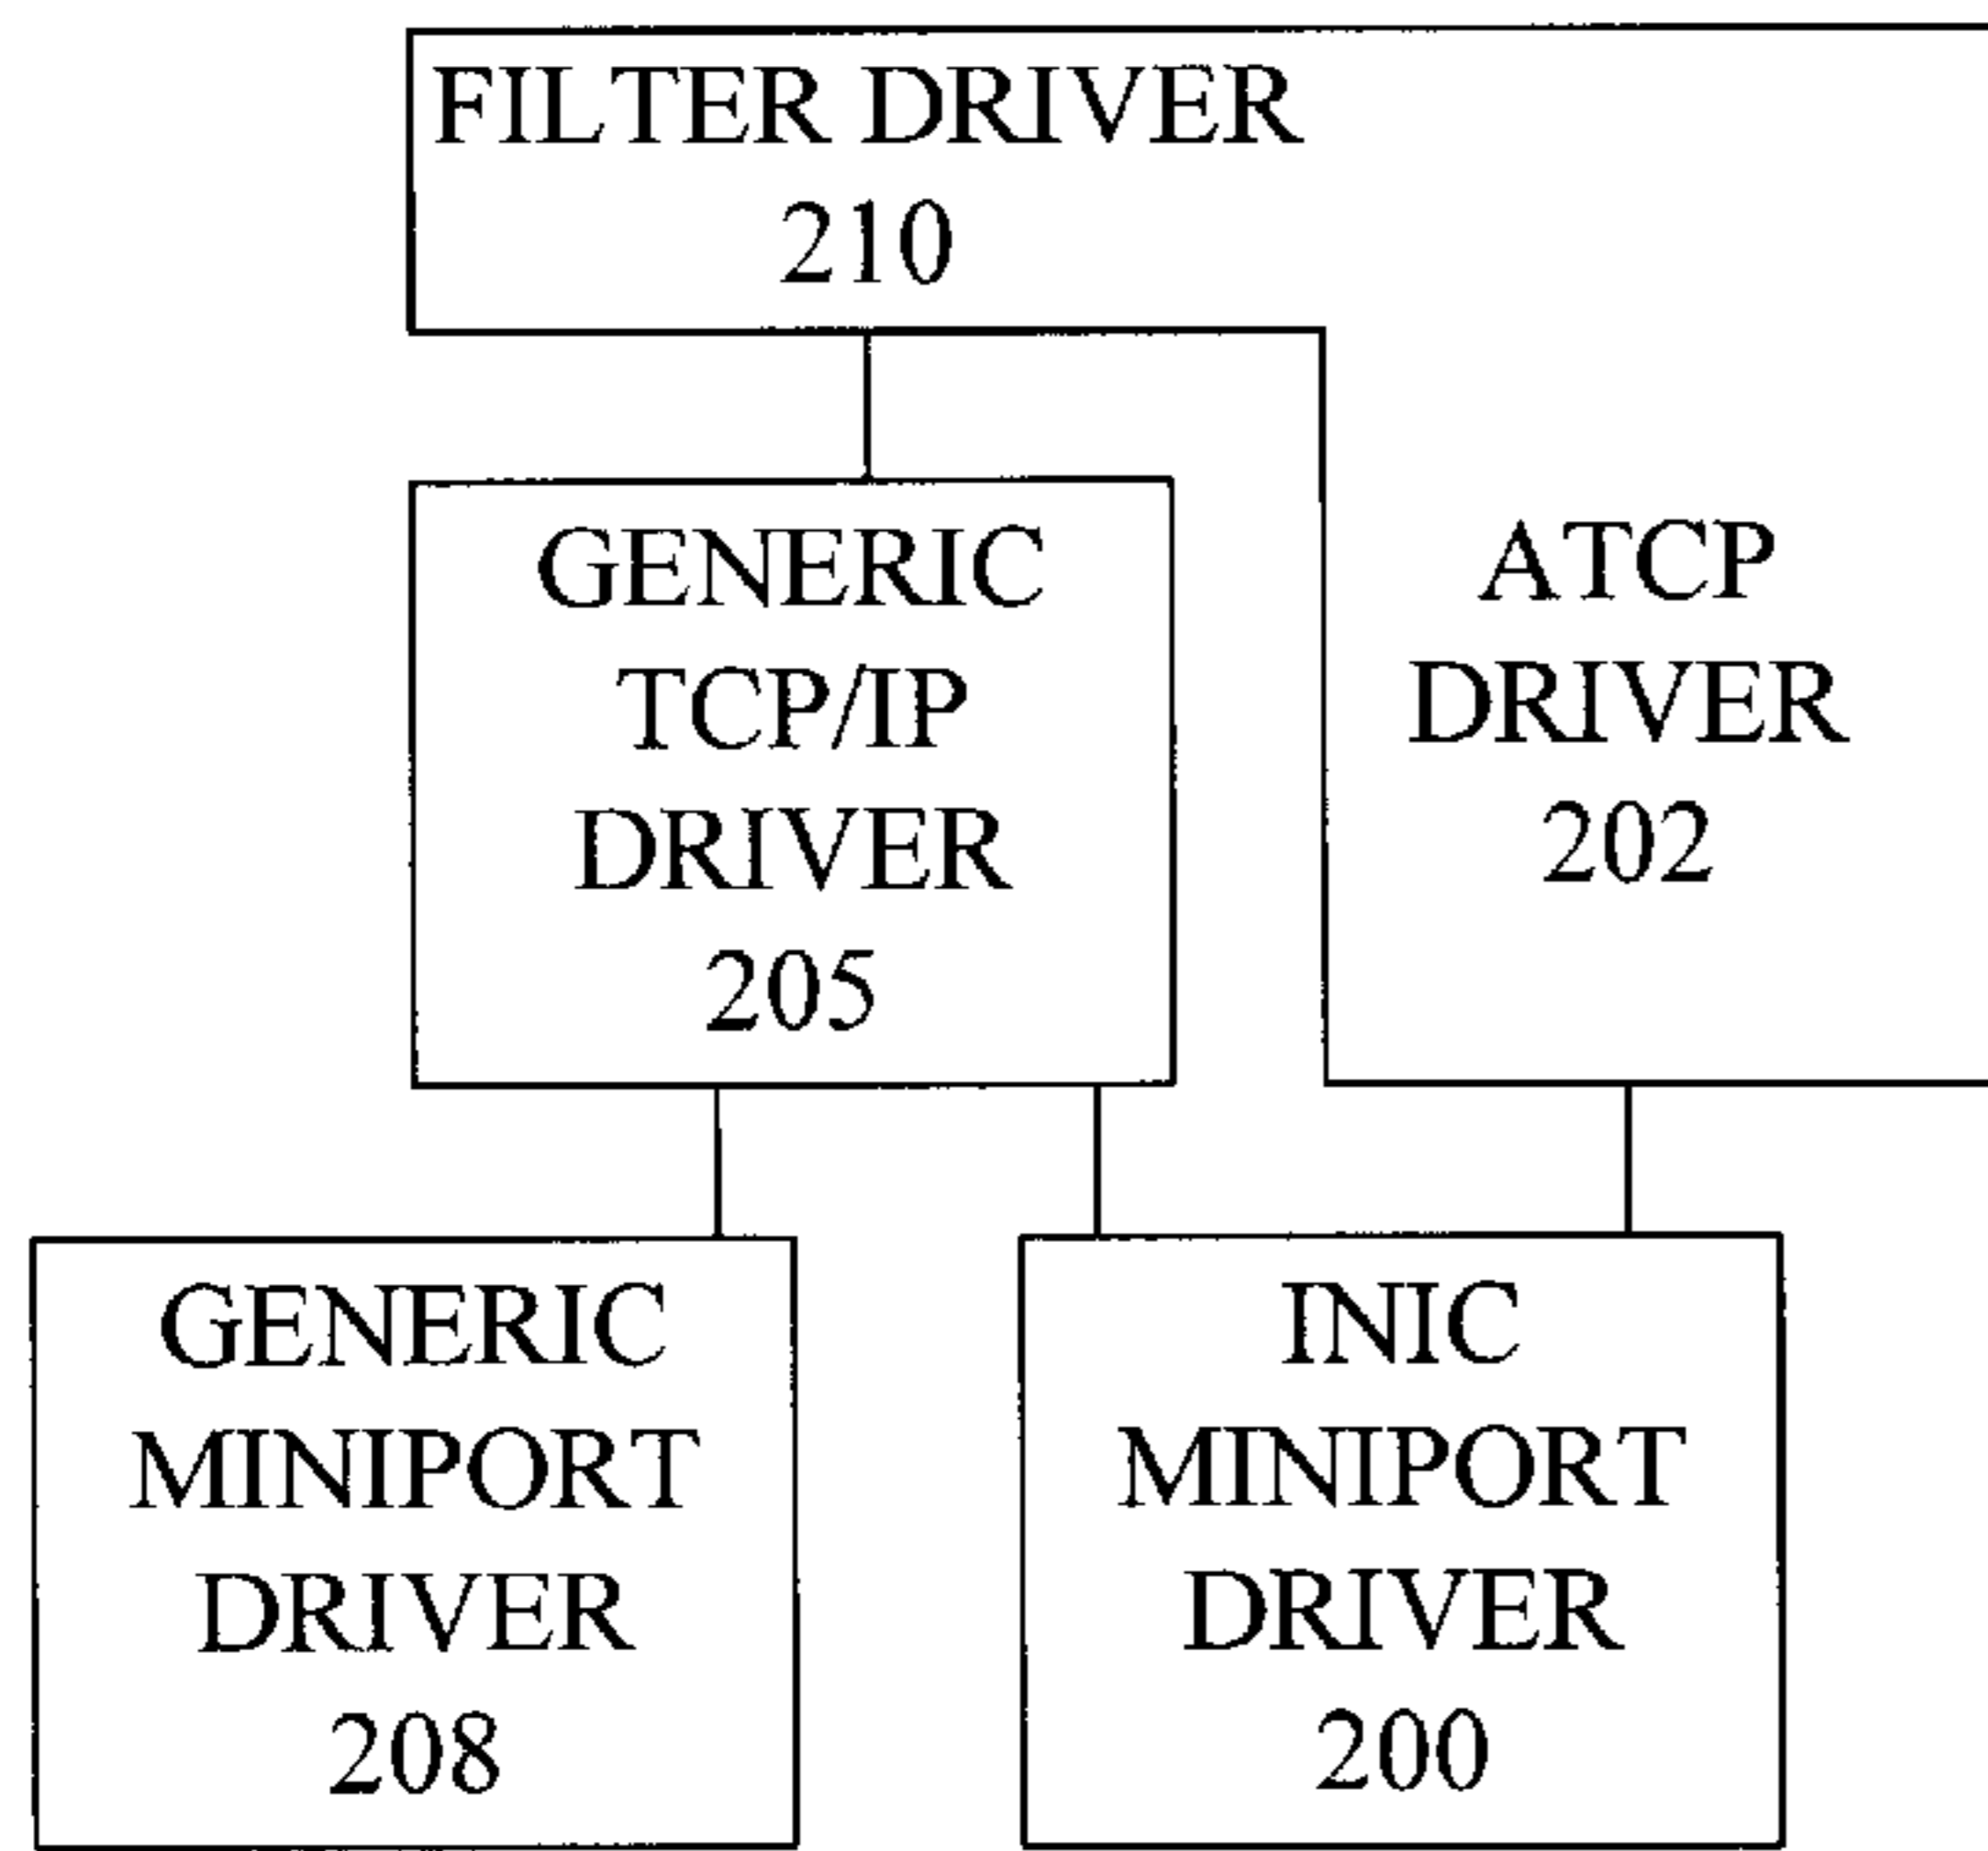 FILTER DRIVER
210
GENERIC
TCP/IP
DRIVER
205
ATCP
DRIVER
202
GENERIC
MINIPORT
DRIVER
208
INIC
MINIPORT
DRIVER
200